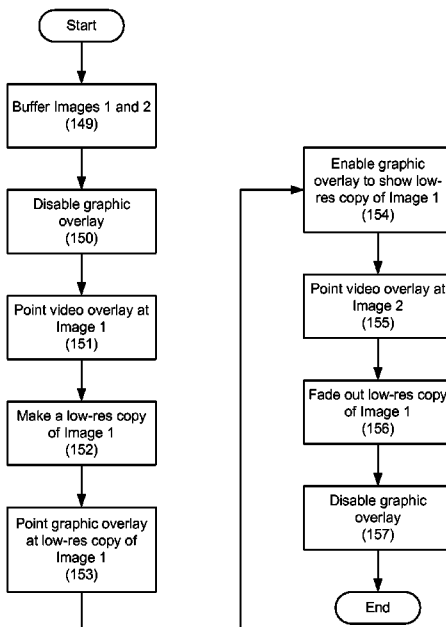 Start
Buffer Images 1 and 2
(149)
Disable graphic
overlay
(150)
Point video overlay at
Image 1
(151)
Make a low-res copy
of Image 1
(152)
Point graphic overlay
at low-res copy of
Image 1
(153)
Enable graphic
overlay to show low-
res copy of Image 1
(154)
Point video overlay at
Image 2
(155)
Fade out low-res copy
of Image 1
(156)
Disable graphic
overlay
(157)
End